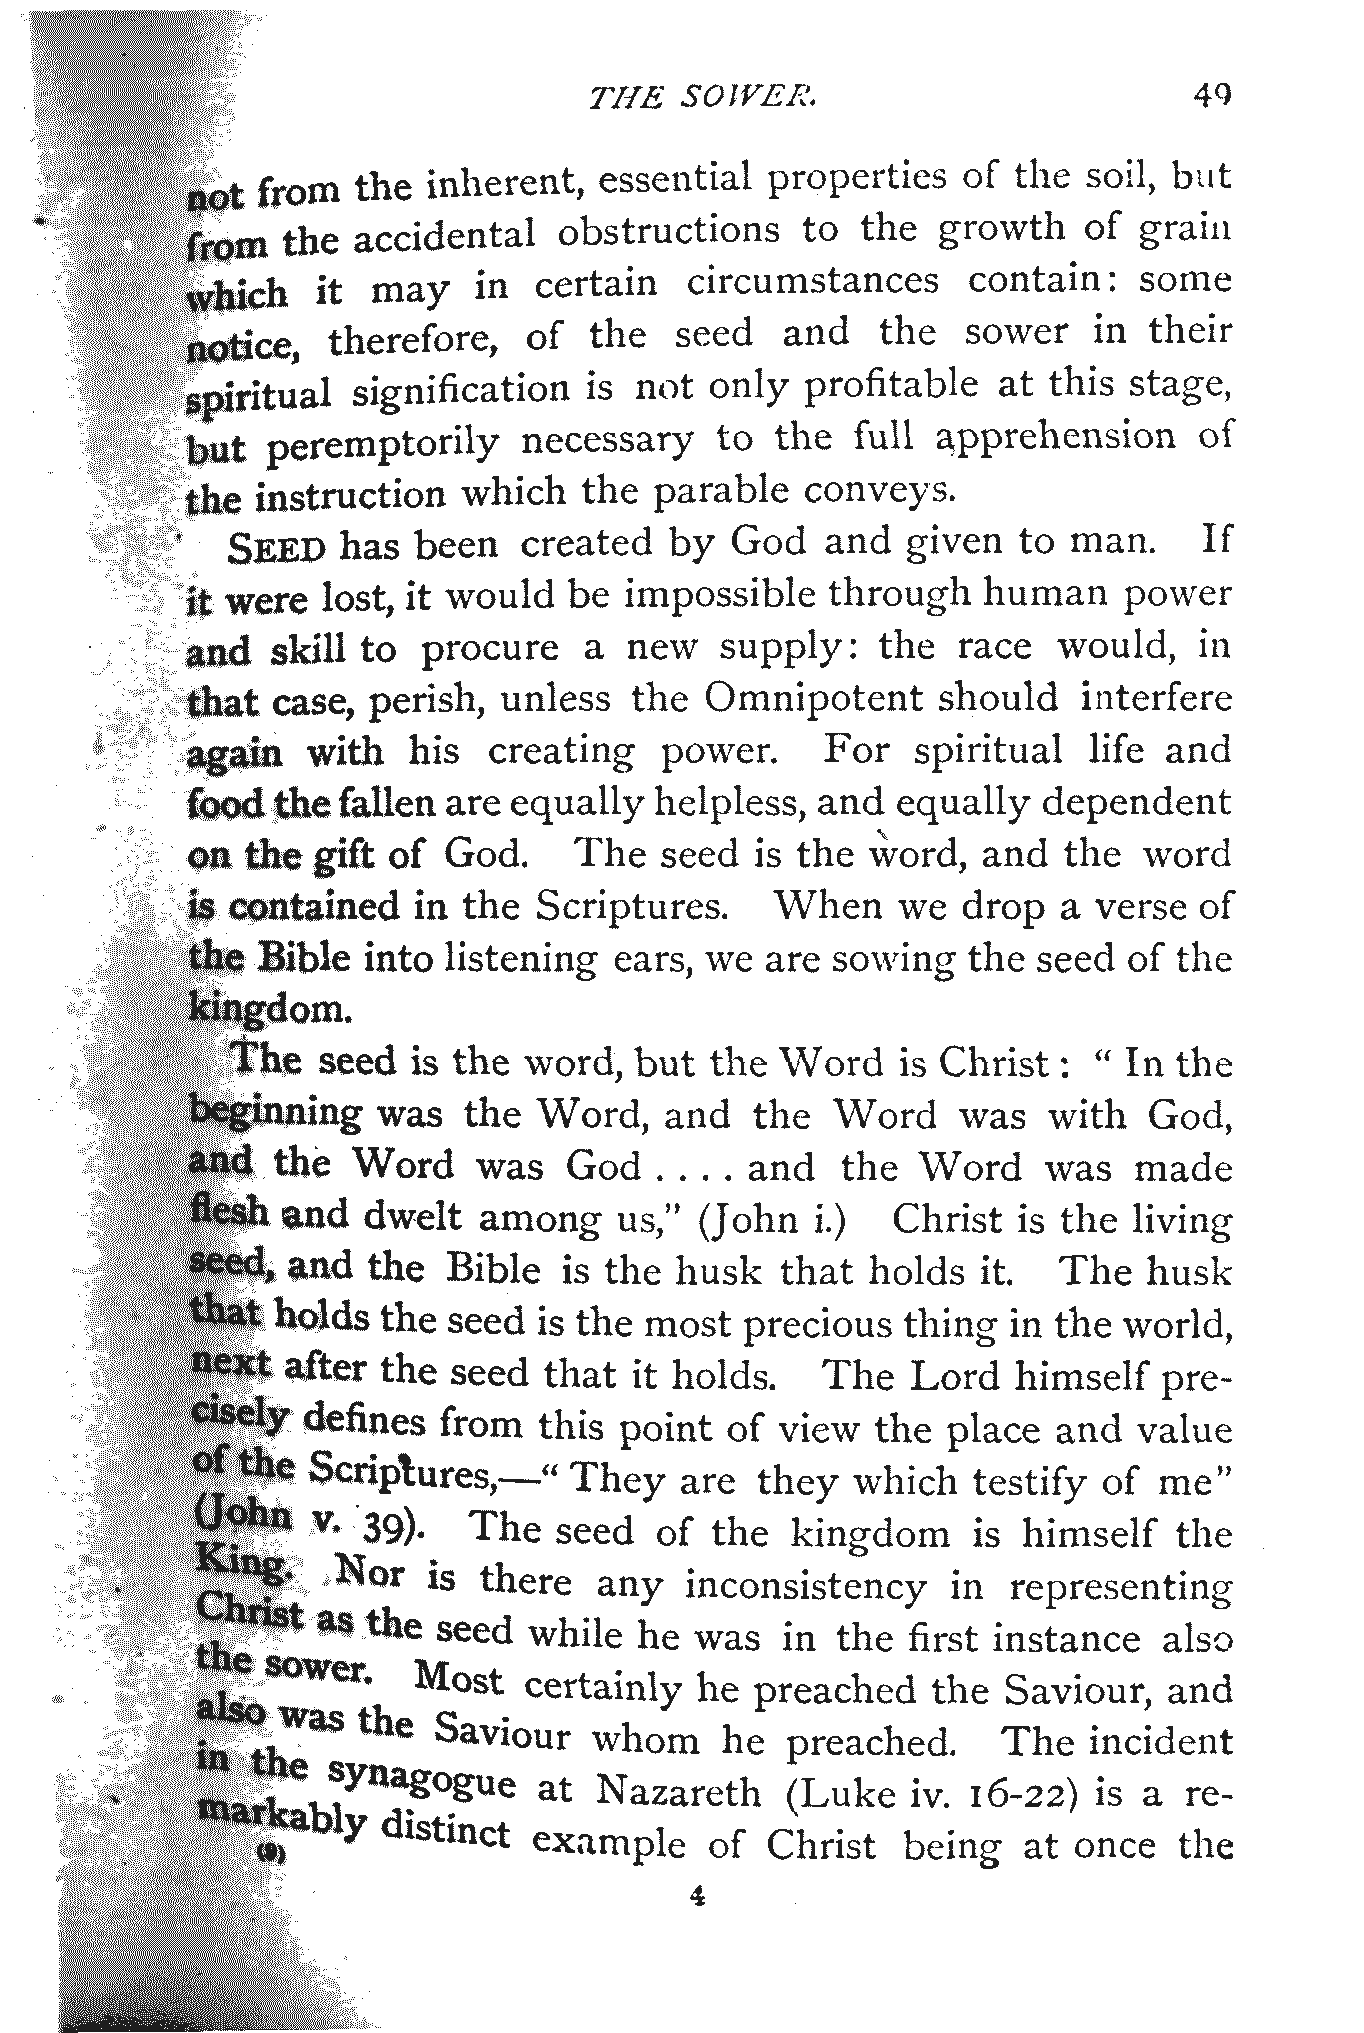 THE SOWER. 49
not from the inherent, essential properties of the soil, but
from the accidental obstructions to the growth of grain
which it may in certain circumstances contain: some
notice, therefore, of the seed and the sower in their
spiritual signification is not only profitable at this stage,
but peremptorily necessary to the full apprehension of
the instruction which the parable conveys.
SEED has been created by God and given to man. If
it were lost, it would be impossible through human power
and skill to procure a new supply: the race would, in
that case, perish, unless the Omnipotent should interfere
again with his creating power. For spiritual life and
food the fallen are equally helpless, and equally dependent
on the gift of God. The seed is the word, and the word
is contained in the Scriptures. When we drop a verse of
the Bible into listening ears, we are sowing the seed of the
kingdom.
The seed is the word, but the Word is Christ : “ In the
beginning was the Word, and the Word was with God,
and the Word was God . . . . and the Word was made
flesh and dwelt among us,” (John i.) Christ is the living
seed, and the Bible is the husk that holds it. The husk
that holds the seed is the most precious thing in the world,
next after the seed that it holds. The Lord himself pre-
cisely defines from this point of view the place and value
of the Scriptures,—“ They are they which testify of me”
(John v. 39). The seed of the kingdom is himself the
King. Nor is there any inconsistency in representing
Christ as the seed while he was in the first instance also
the sower. Most certainly he preached the Saviour, and
also was the Saviour whom he preached. The incident
in the synagogue at Nazareth (Luke iv. 16-22) is a re-
markably distinct example of Christ being at once the
(9)
4